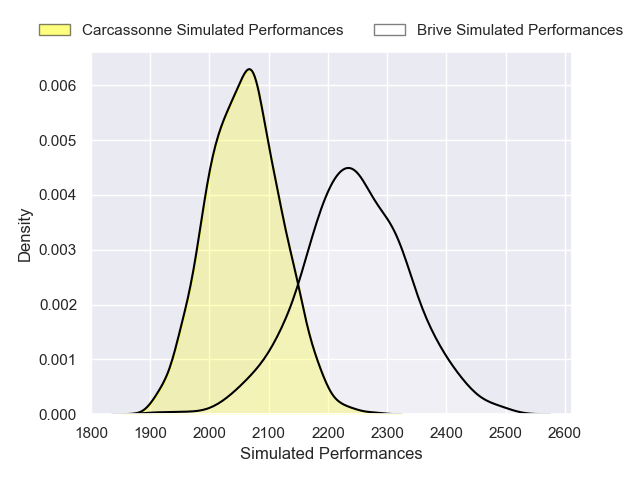 Carcassonne Simulated Performances Brive Simulated Performances
0.006
0.005
0.004
0.003
0.002
0.001
0.000
Density
1800 1900 2000 2100 2200 2300 2400 2500 2600
Simulated Performances